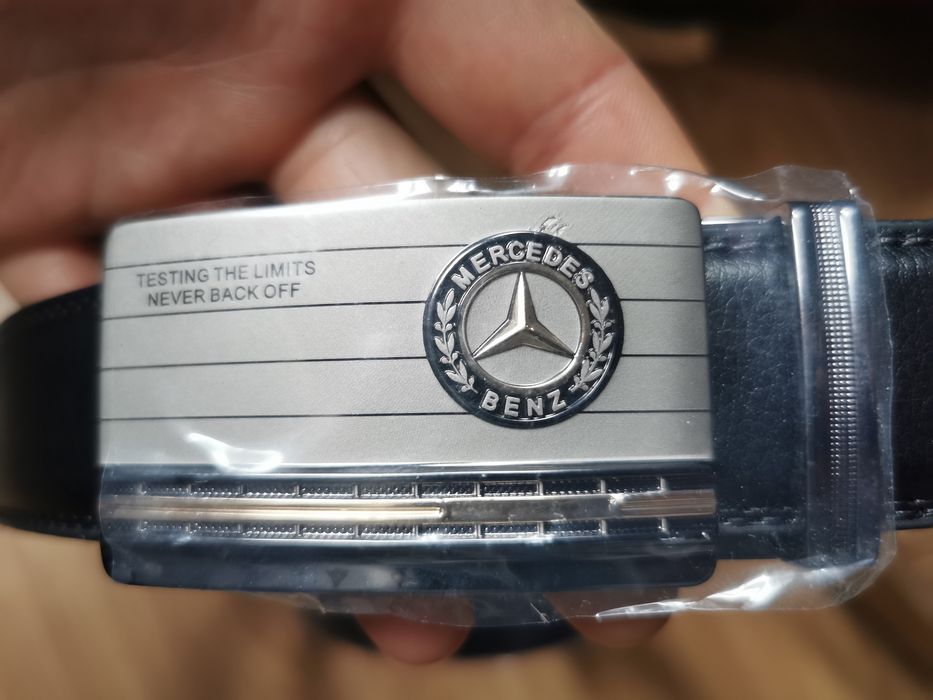 TESTING THE LIMITS
NEVER BACK OFF
MERCEDES
BENZ